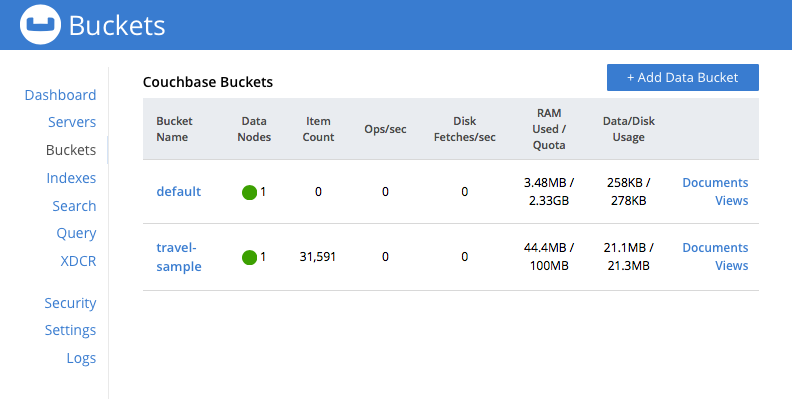 Buckets
Dashboard
Servers
Buckets
Indexes
Search
Query
XDCR
Security
Settings
Logs
Couchbase Buckets
+ Add Data Bucket
Bucket Name
Data Nodes
Item Count
Ops/sec
Disk Fetches/sec
RAM Used / Quota
Data/Disk Usage
default
1
0
0
0
3.48MB / 2.33GB
258KB / 278KB
Documents
Views
travel-sample
1
31,591
0
0
44.4MB / 100MB
21.1MB / 21.3MB
Documents
Views